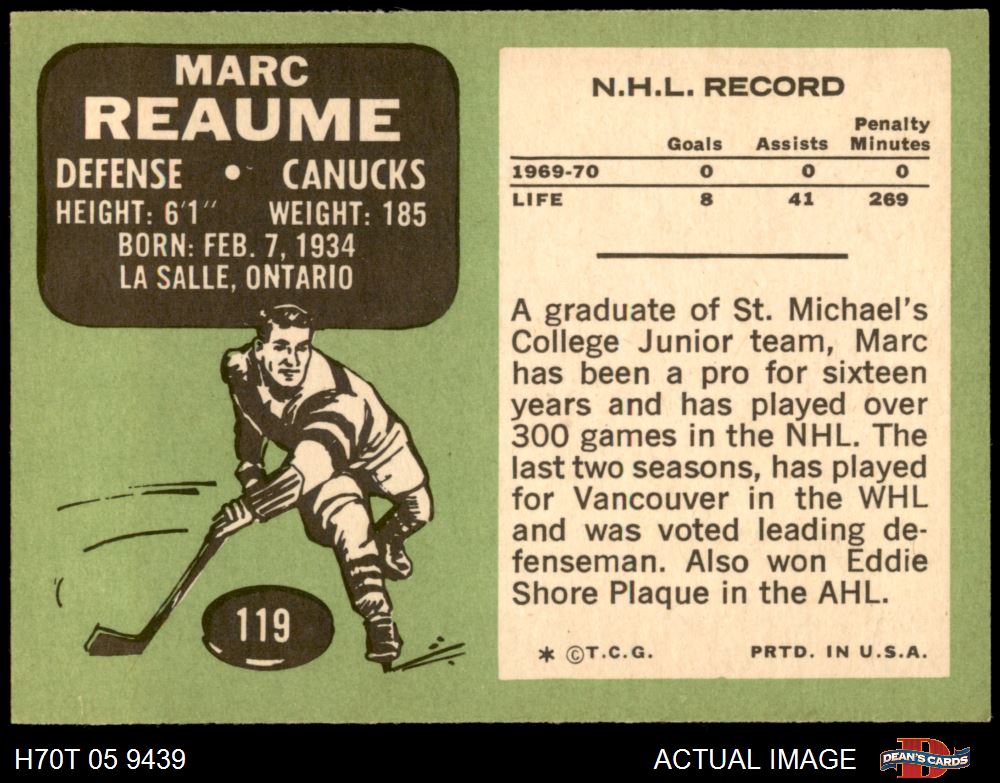 MARC
REAUME
DEFENSE • CANUCKS
HEIGHT: 6'1" WEIGHT: 185
BORN: FEB. 7, 1934
LA SALLE, ONTARIO
119
N.H.L. RECORD
Goals Assists Penalty Minutes
1969-70 0 0 0
LIFE 8 41 269
A graduate of St. Michael's
College Junior team, Marc
has been a pro for sixteen
years and has played over
300 games in the NHL. The
last two seasons, has played
for Vancouver in the WHL
and was voted leading de-
fenseman. Also won Eddie
Shore Plaque in the AHL.
* ©T.C.G. PRTD. IN U.S.A.
H70T 05 9439 ACTUAL IMAGE DEAN'S CARDS